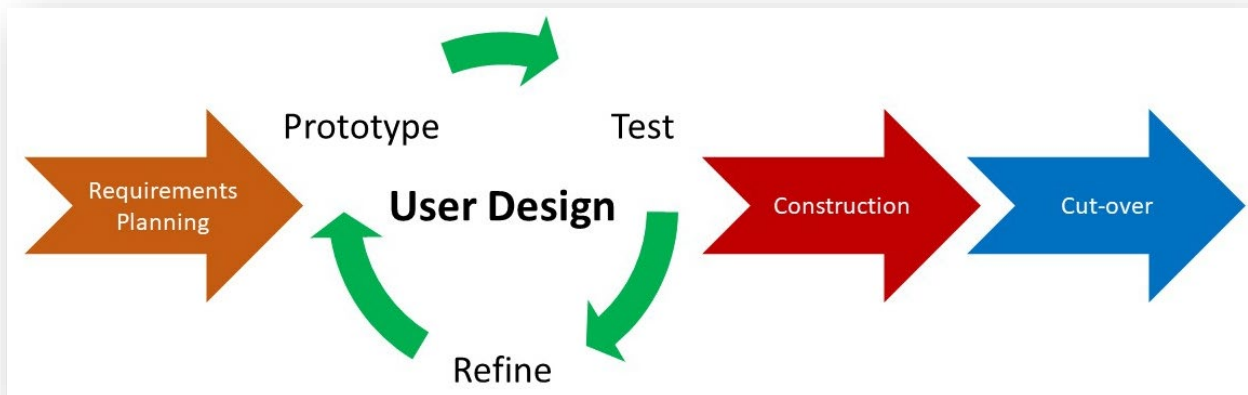 Prototype
Test
Requirements
Planning
User Design
Construction
Cut-over
Refine